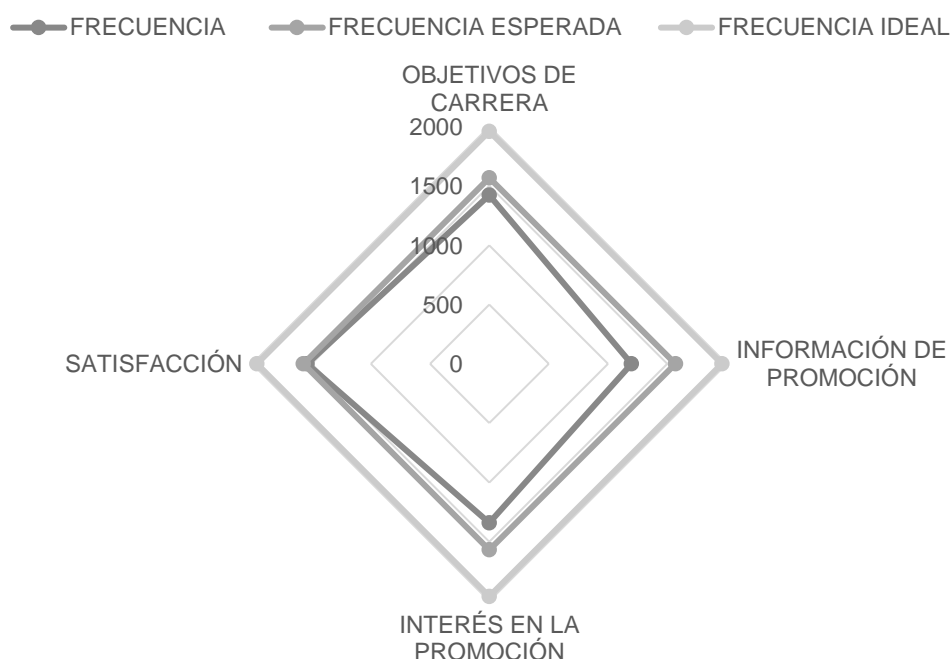 FRECUENCIA FRECUENCIA ESPERADA FRECUENCIA IDEAL
OBJETIVOS DE
CARRERA
2000
1500
1000
500
0
SATISFACCIÓN
INFORMACIÓN DE
PROMOCIÓN
INTERÉS EN LA
PROMOCIÓN